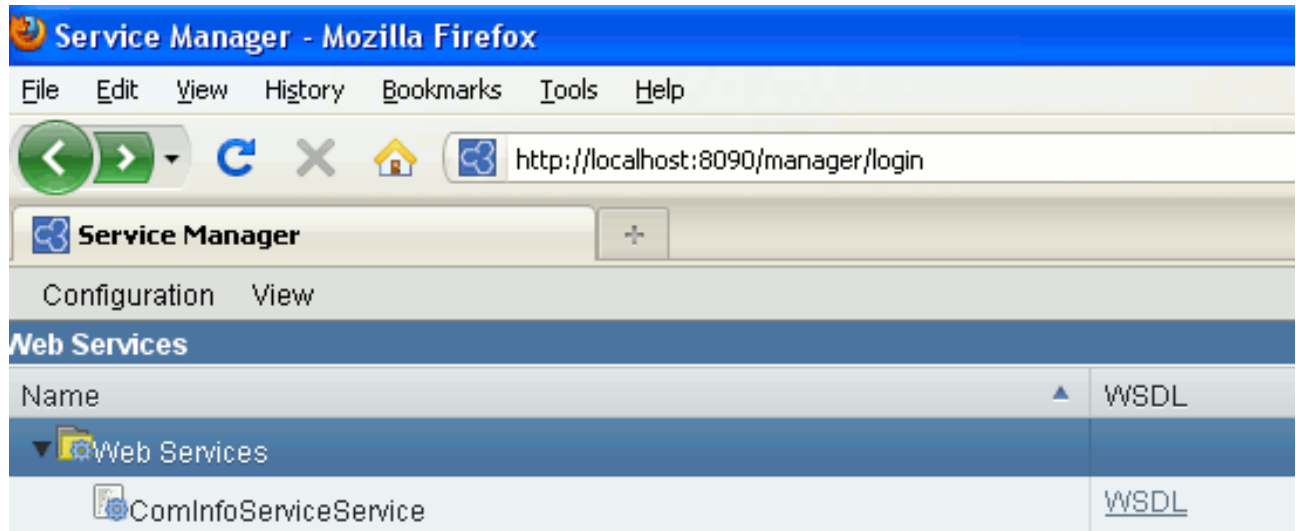 Service Manager - Mozilla Firefox
File Edit View History Bookmarks Tools Help
http://localhost:8090/manager/login
Service Manager
Configuration View
Web Services
Name WSDL
Web Services
ComInfoServiceService WSDL